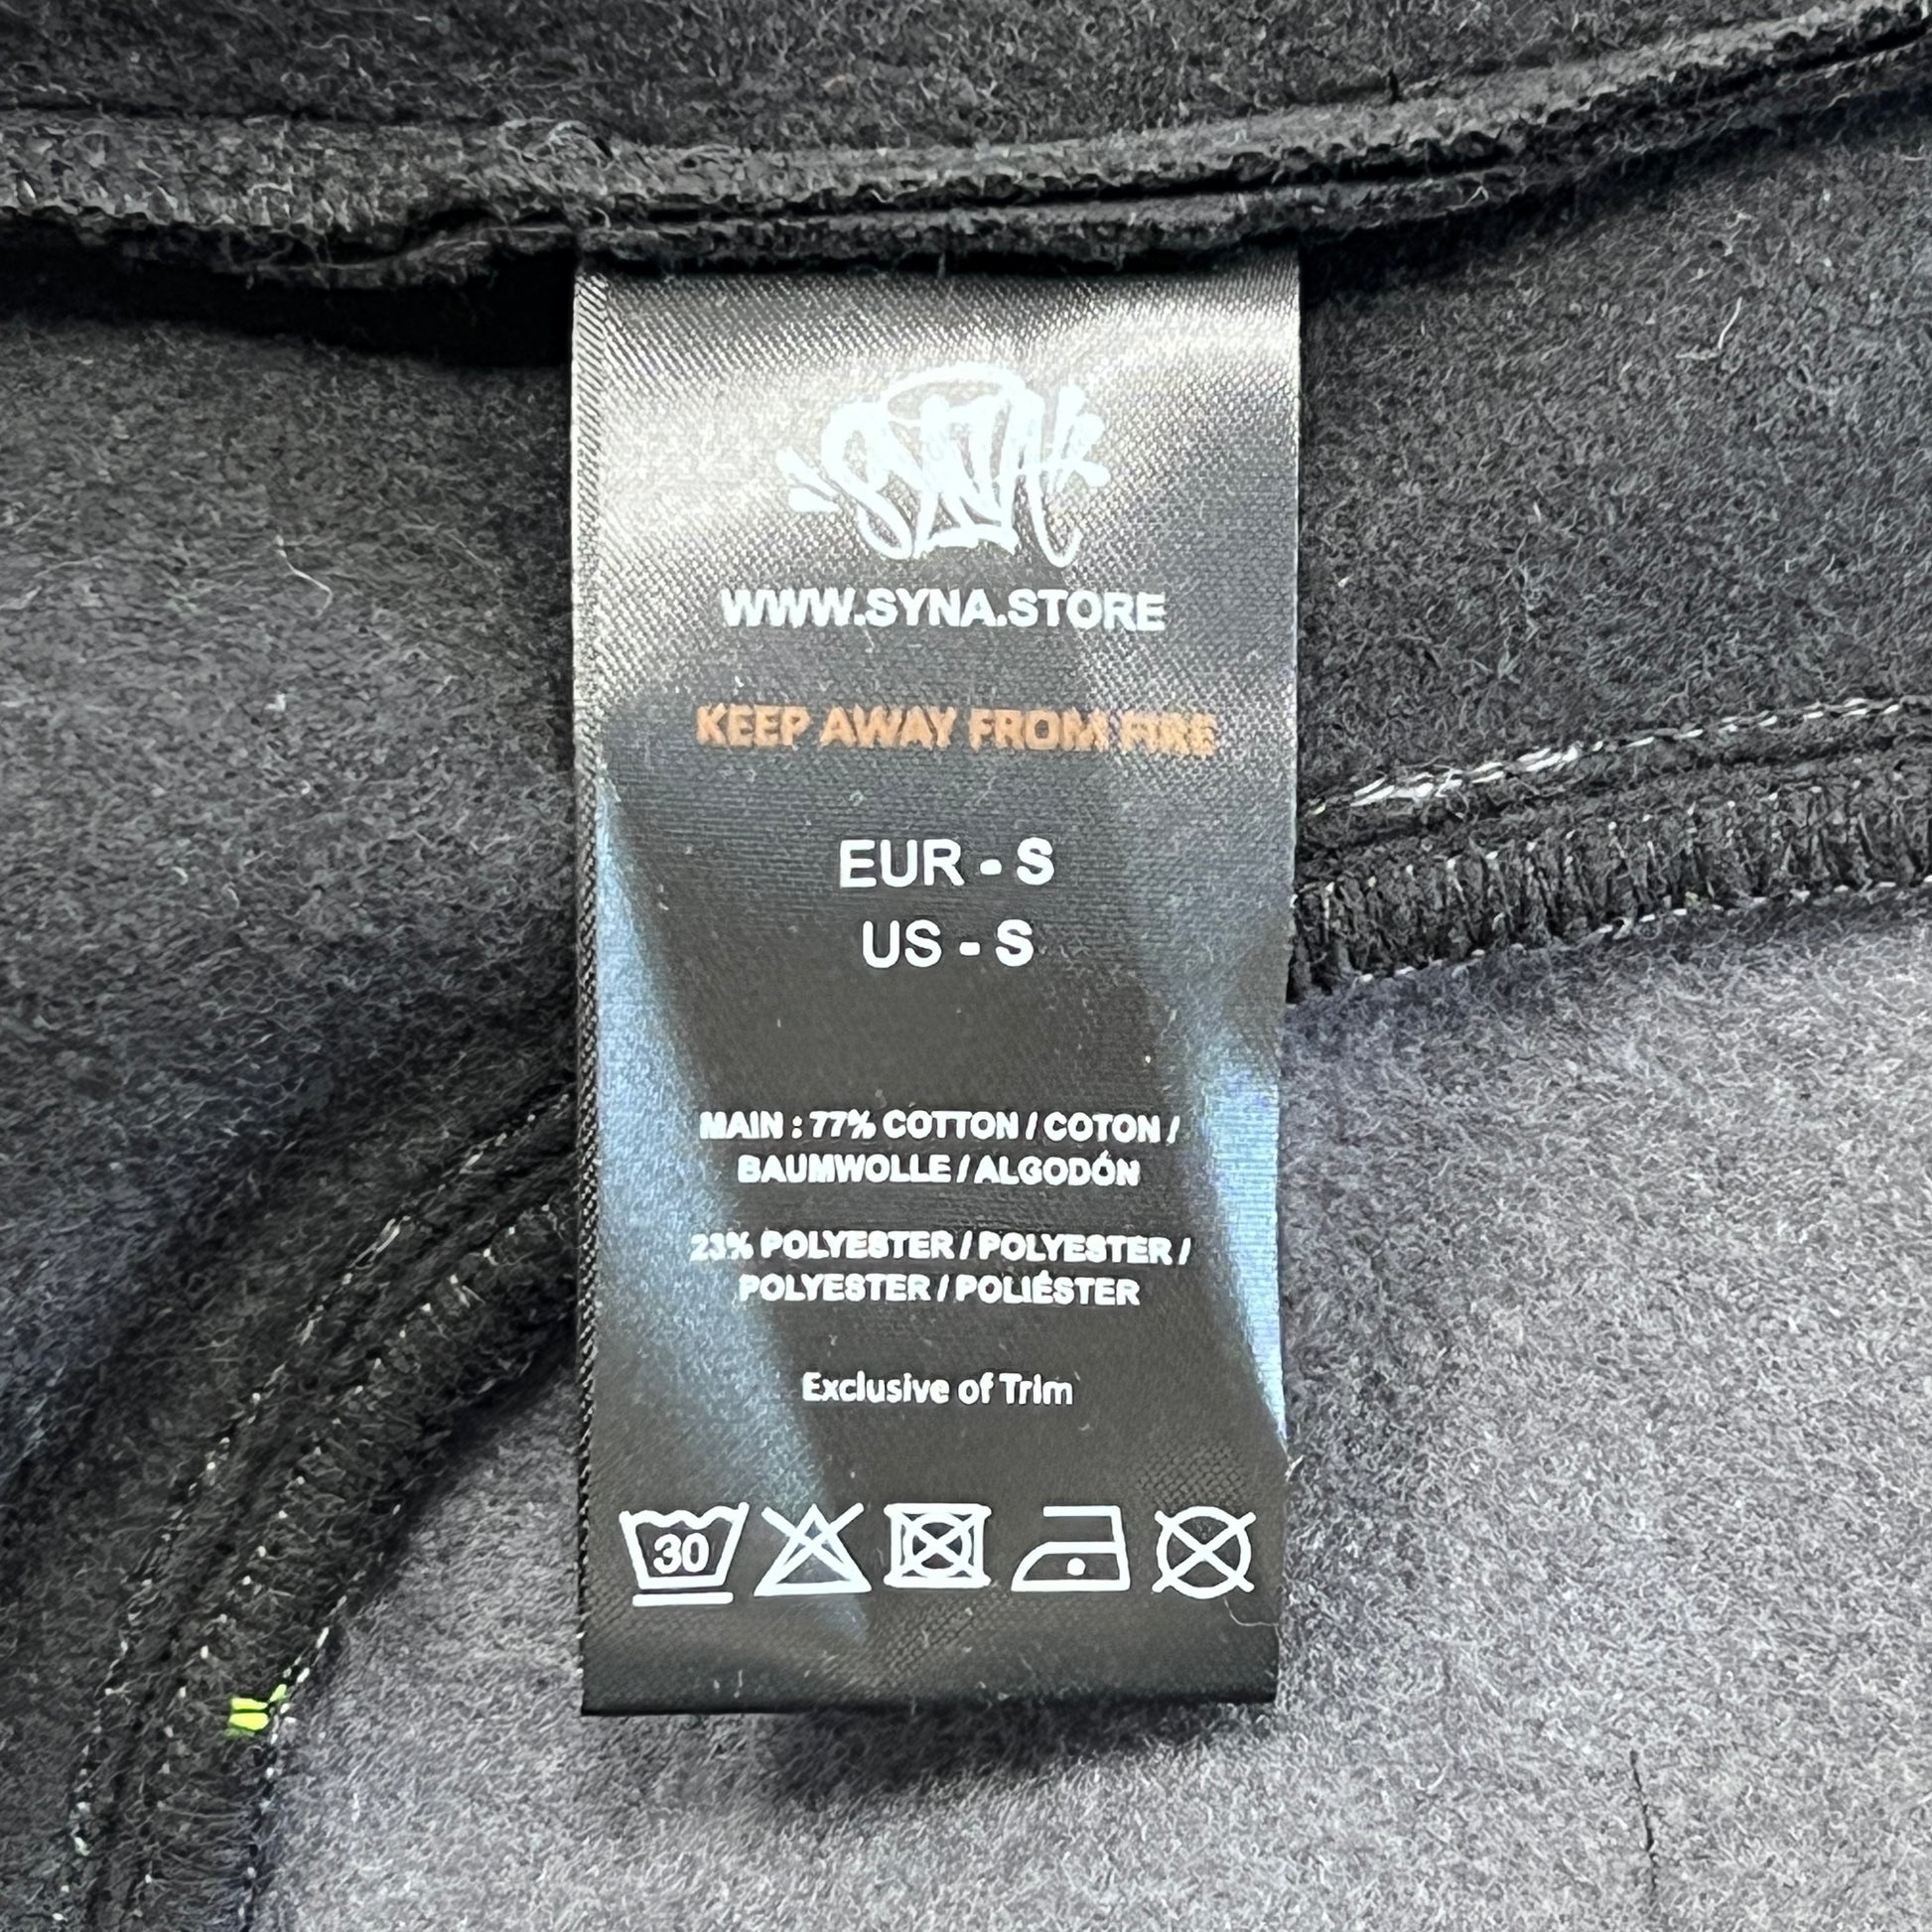 SYNA
WWW.SYNA.STORE
KEEP AWAY FROM FIRE
EUR - S
US - S
MAIN : 77% COTTON / COTON /
BAUMWOLLE / ALGODÓN
23% POLYESTER / POLYESTER /
POLYESTER / POLIÉSTER
Exclusive of Trim
30